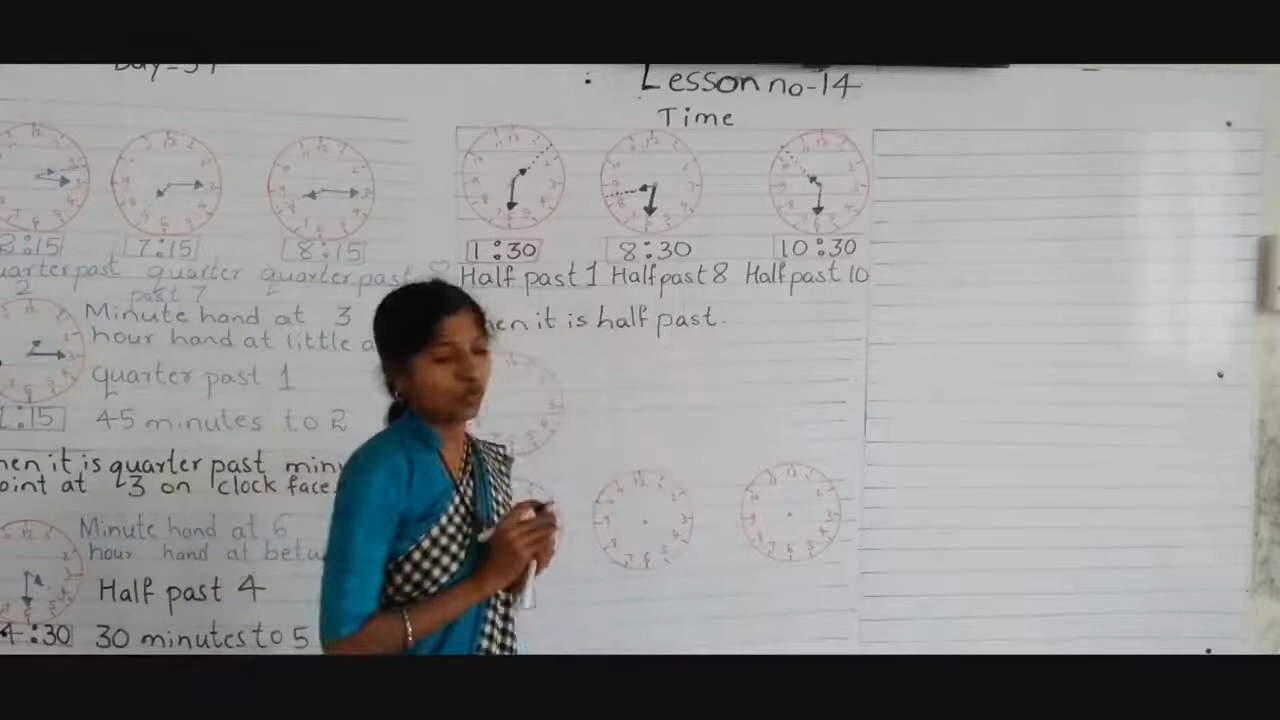 Lesson no-14
Time
2:15 7:15 8:15
quarter past quarter quarter past
2 past 7
Minute hand at 3
hour hand at little
quarter past 1
1:15 45 minutes to 2
it is quarter past
at 3 on clock face
Minute hand at 6
hour hand at
Half past 4
4:30 30 minutes to 5
1:30 8:30 10:30
Half past 1 Half past 8 Half past 10
it is half past.